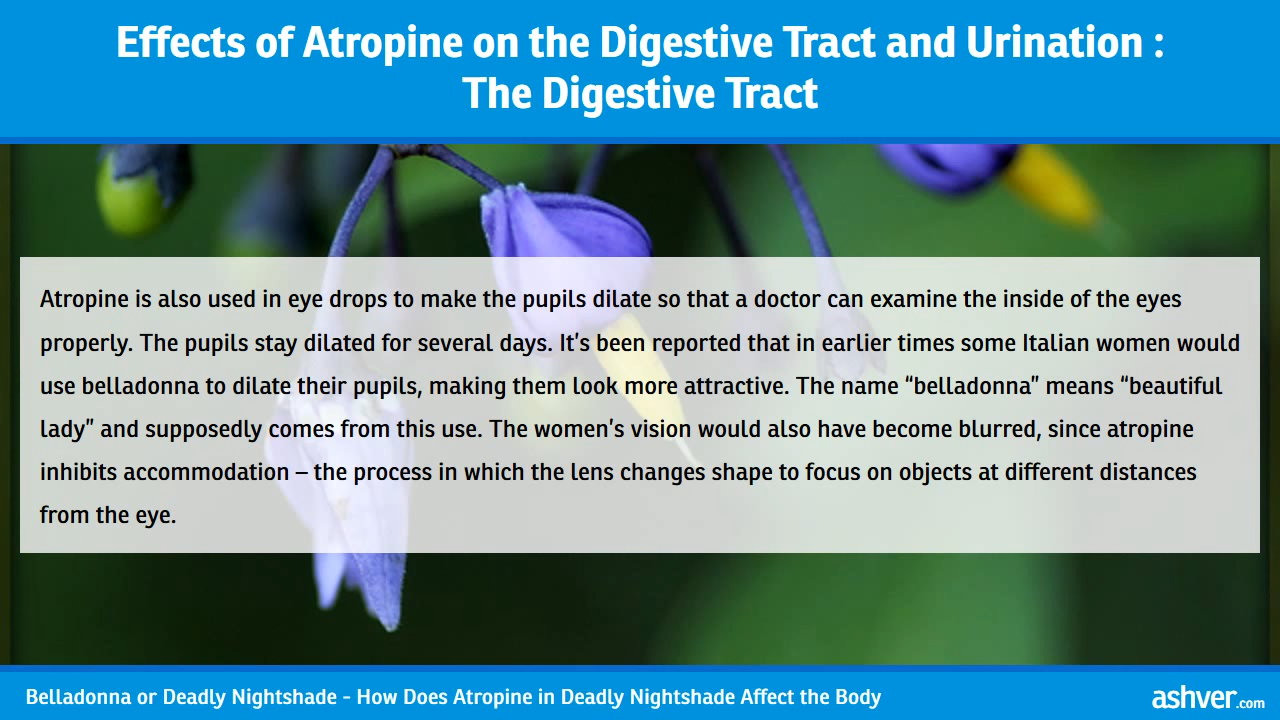 Effects of Atropine on the Digestive Tract and Urination :
The Digestive Tract
Atropine is also used in eye drops to make the pupils dilate so that a doctor can examine the inside of the eyes
properly. The pupils stay dilated for several days. It’s been reported that in earlier times some Italian women would
use belladonna to dilate their pupils, making them look more attractive. The name “belladonna” means “beautiful
lady” and supposedly comes from this use. The women’s vision would also have become blurred, since atropine
inhibits accommodation – the process in which the lens changes shape to focus on objects at different distances
from the eye.
Belladonna or Deadly Nightshade - How Does Atropine in Deadly Nightshade Affect the Body
ashver.com